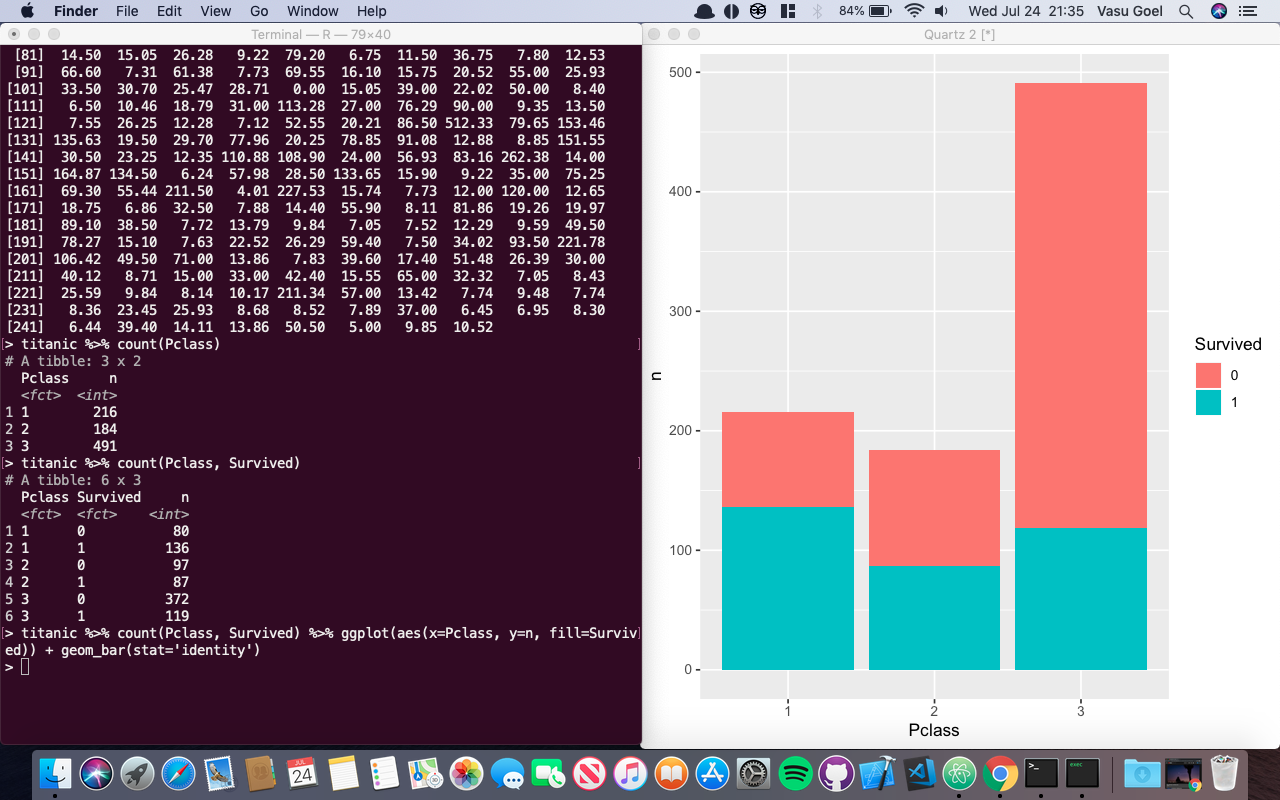 Finder File Edit View Go Window Help 84% Wed Jul 24 21:35 Vasu Goel
Terminal — R — 79×40
[81] 14.50 15.05 26.28 9.22 79.20 6.75 11.50 36.75 7.80 12.53
[91] 66.60 7.31 61.38 7.73 69.55 16.10 15.75 20.52 55.00 25.93
[101] 33.50 30.70 25.47 28.71 0.00 15.05 39.00 22.02 50.00 8.40
[111] 6.50 10.46 18.79 31.00 113.28 27.00 76.29 90.00 9.35 13.50
[121] 7.55 26.25 12.28 7.12 52.55 20.21 86.50 512.33 79.65 153.46
[131] 135.63 19.50 29.70 77.96 20.25 78.85 91.08 12.88 8.85 151.55
[141] 30.50 23.25 12.35 110.88 108.90 24.00 56.93 83.16 262.38 14.00
[151] 164.87 134.50 6.24 57.98 28.50 133.65 15.90 9.22 35.00 75.25
[161] 69.30 55.44 211.50 4.01 227.53 15.74 7.73 12.00 120.00 12.65
[171] 18.75 6.86 32.50 7.88 14.40 55.90 8.11 81.86 19.26 19.97
[181] 89.10 38.50 7.72 13.79 9.84 7.05 7.52 12.29 9.59 49.50
[191] 78.27 15.10 7.63 22.52 26.29 59.40 7.50 34.02 93.50 221.78
[201] 106.42 49.50 71.00 13.86 7.83 39.60 17.40 51.48 26.39 30.00
[211] 40.12 8.71 15.00 33.00 42.40 15.55 65.00 32.32 7.05 8.43
[221] 25.59 9.84 8.14 10.17 211.34 57.00 13.42 7.74 9.48 7.74
[231] 8.36 23.45 25.93 8.68 8.52 7.89 37.00 6.45 6.95 8.30
[241] 6.44 39.40 14.11 13.86 50.50 5.00 9.85 10.52
> titanic %>% count(Pclass)
# A tibble: 3 x 2
Pclass n
<fct> <int>
1 1 216
2 2 184
3 3 491
> titanic %>% count(Pclass, Survived)
# A tibble: 6 x 3
Pclass Survived n
<fct> <fct> <int>
1 1 0 80
2 1 1 136
3 2 0 97
4 2 1 87
5 3 0 372
6 3 1 119
> titanic %>% count(Pclass, Survived) %>% ggplot(aes(x=Pclass, y=n, fill=Surviv
ed)) + geom_bar(stat='identity')
>
Quartz 2 [*]
500
400
300
200
100
0
n
1 2 3
Pclass
Survived
0
1
JUL
24